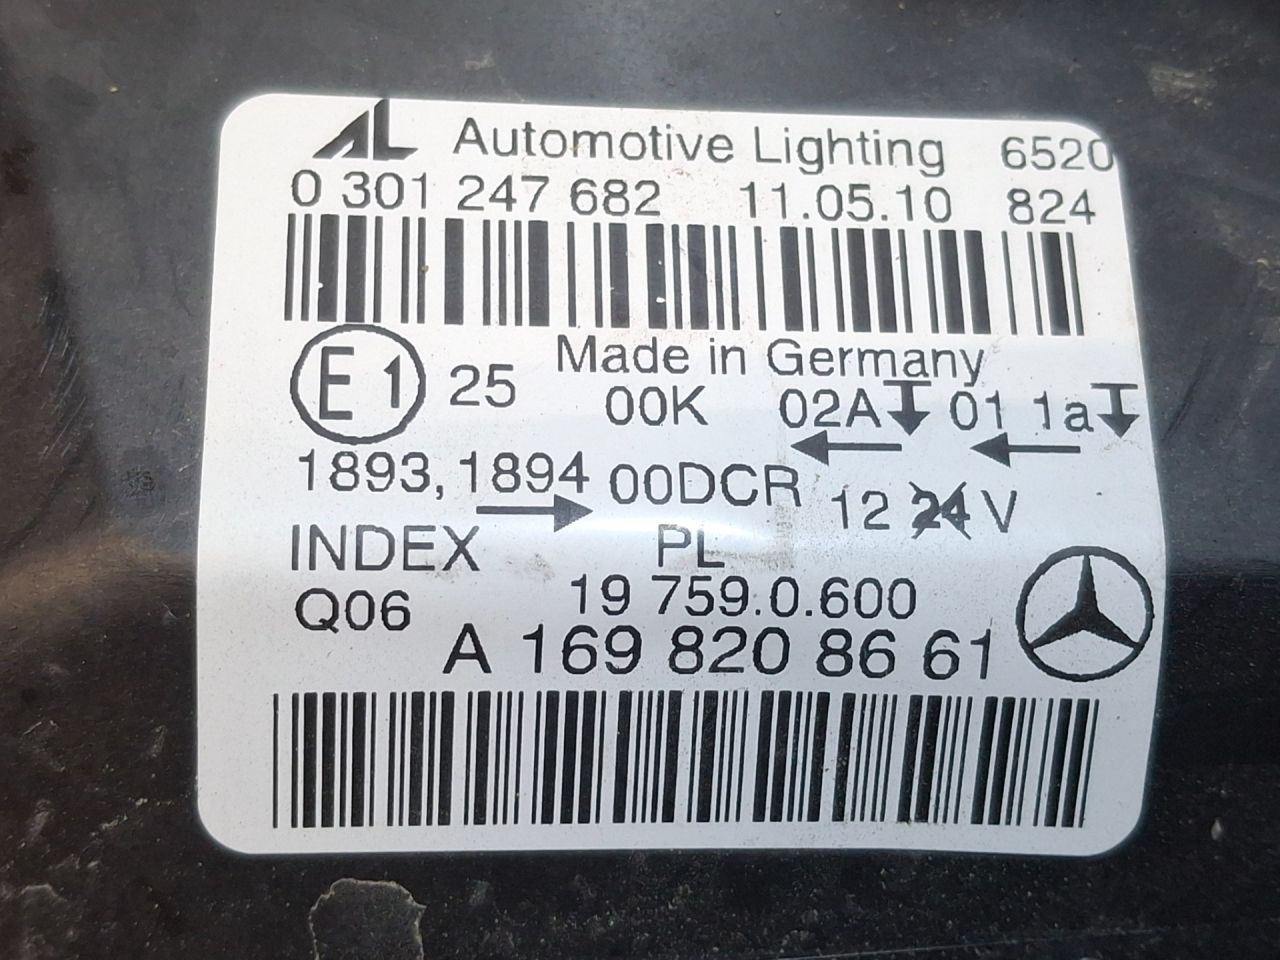 AL Automotive Lighting 6520
0 301 247 682 11.05.10 824
Made in Germany
E1 25 00K 02A 01 1a
1893, 1894 00DCR 12 24 V
INDEX PL
Q06 19 759.0.600
A 169 820 86 61